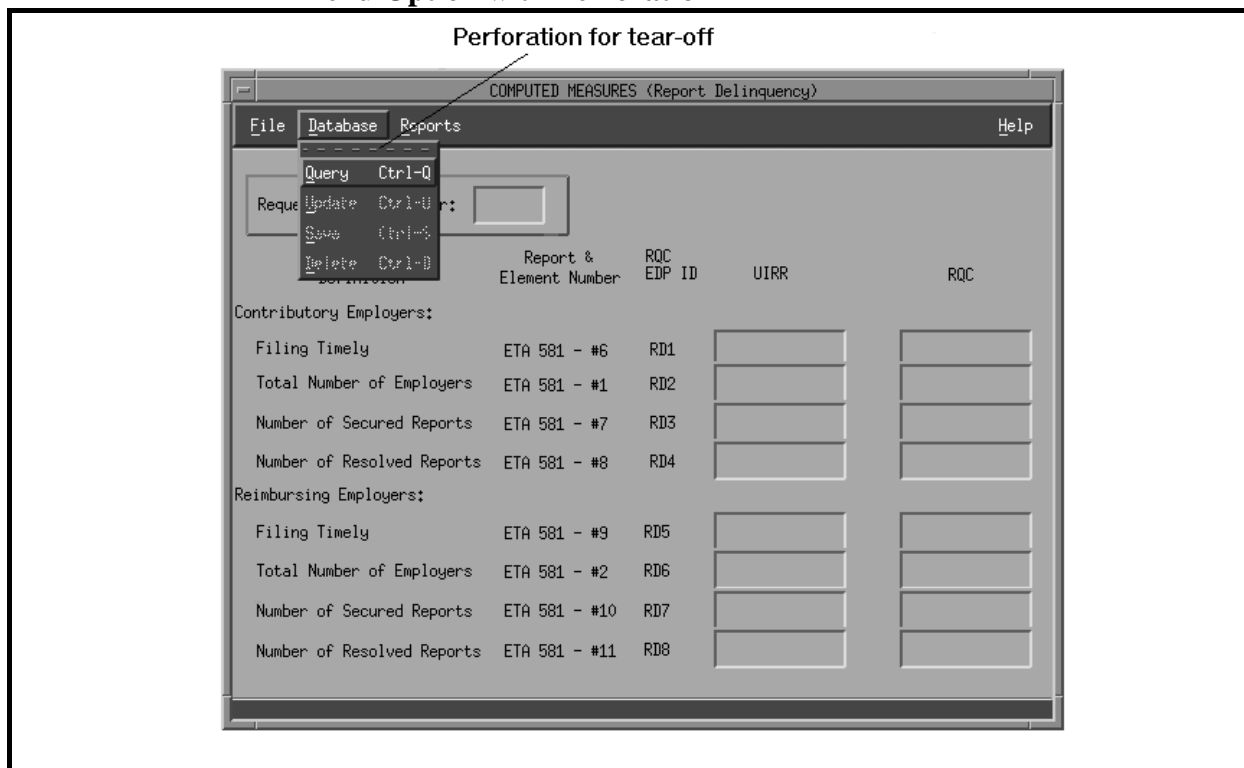 Perforation for tear-off
COMPUTED MEASURES (Report Delinquency)
File Database Reports Help
Query Ctrl-Q
Update Ctrl-U
Save Ctrl-S
Delete Ctrl-D
Report & RQC
Element Number EDP ID UIRR RQC
Contributory Employers:
Filing Timely ETA 581 - #6 RD1
Total Number of Employers ETA 581 - #1 RD2
Number of Secured Reports ETA 581 - #7 RD3
Number of Resolved Reports ETA 581 - #8 RD4
Reimbursing Employers:
Filing Timely ETA 581 - #9 RD5
Total Number of Employers ETA 581 - #2 RD6
Number of Secured Reports ETA 581 - #10 RD7
Number of Resolved Reports ETA 581 - #11 RD8